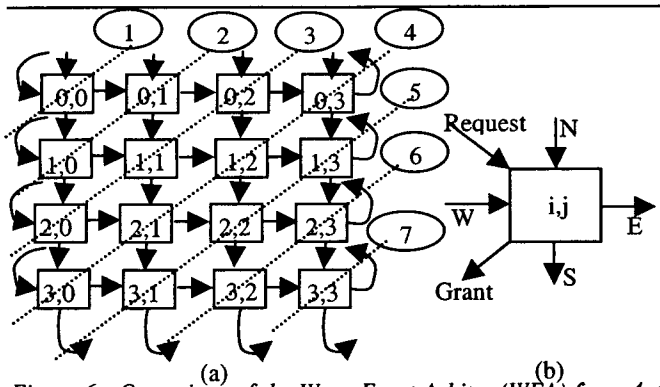 1 2 3 4
0,0 0,1 0,2 0,3
5
Request N
1,0 1,1 1,2 1,3
6
W i,j E
2,0 2,1 2,2 2,3
7
Grant S
3,0 3,1 3,2 3,3
(a) (b)
Figure 6. Operation of the Wave Front Arbiter (WFA) for a 4